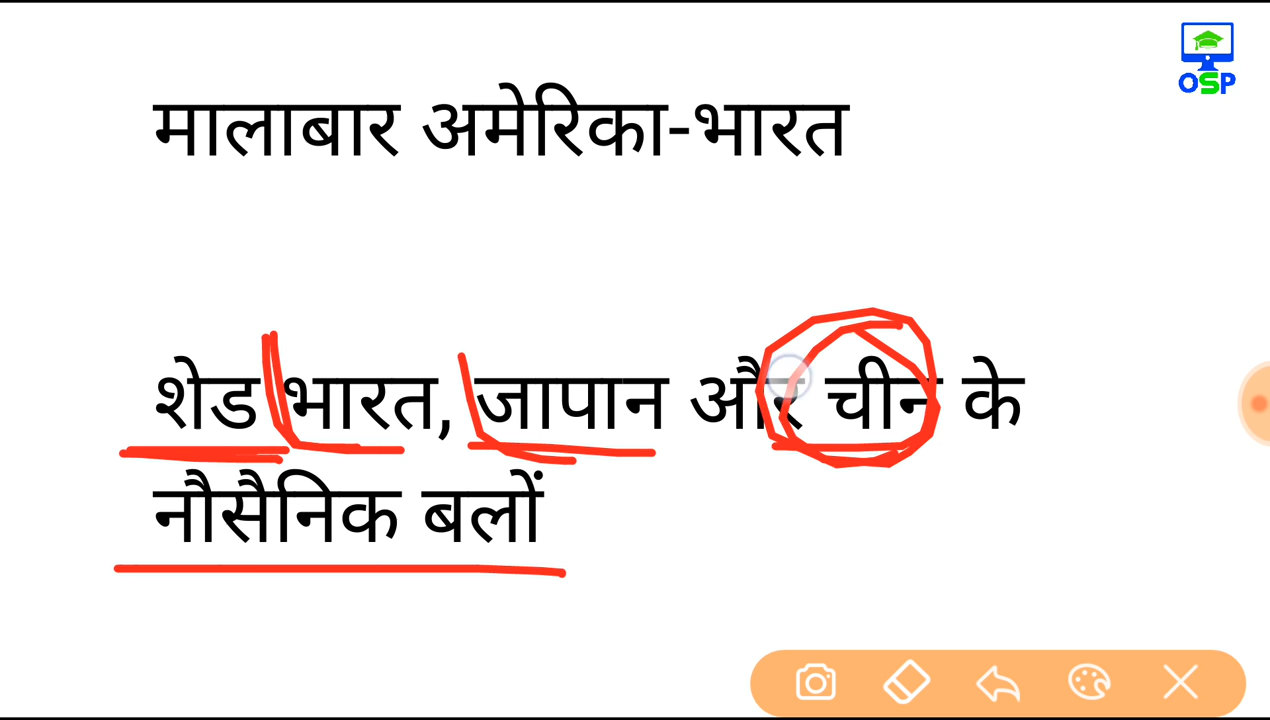 OSP
मालाबार अमेरिका-भारत
शेड भारत, जापान और चीन के
नौसैनिक बलों